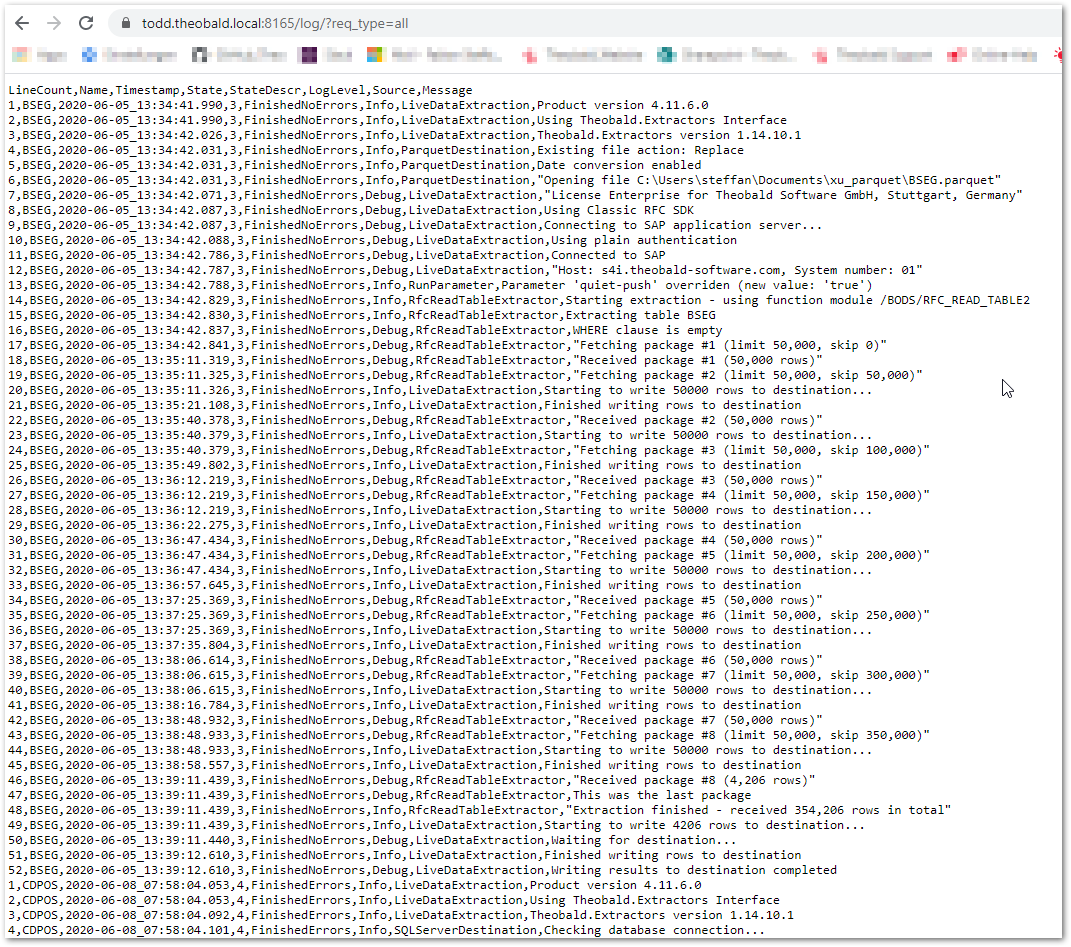 todd.theobald.local:8165/log/?req_type=all
LineCount,Name,Timestamp,State,StateDescr,LogLevel,Source,Message
1,BSEG,2020-06-05_13:34:41.990,3,FinishedNoErrors,Info,LiveDataExtraction,Product version 4.11.6.0
2,BSEG,2020-06-05_13:34:41.990,3,FinishedNoErrors,Info,LiveDataExtraction,Using Theobald.Extractors Interface
3,BSEG,2020-06-05_13:34:42.026,3,FinishedNoErrors,Info,LiveDataExtraction,Theobald.Extractors version 1.14.10.1
4,BSEG,2020-06-05_13:34:42.031,3,FinishedNoErrors,Info,ParquetDestination,Existing file action: Replace
5,BSEG,2020-06-05_13:34:42.031,3,FinishedNoErrors,Info,ParquetDestination,Date conversion enabled
6,BSEG,2020-06-05_13:34:42.031,3,FinishedNoErrors,Info,ParquetDestination,"Opening file C:\Users\steffan\Documents\xu_parquet\BSEG.parquet"
7,BSEG,2020-06-05_13:34:42.071,3,FinishedNoErrors,Debug,LiveDataExtraction,"License Enterprise for Theobald Software GmbH, Stuttgart, Germany"
8,BSEG,2020-06-05_13:34:42.087,3,FinishedNoErrors,Debug,LiveDataExtraction,Using Classic RFC SDK
9,BSEG,2020-06-05_13:34:42.087,3,FinishedNoErrors,Debug,LiveDataExtraction,Connecting to SAP application server...
10,BSEG,2020-06-05_13:34:42.088,3,FinishedNoErrors,Debug,LiveDataExtraction,Using plain authentication
11,BSEG,2020-06-05_13:34:42.786,3,FinishedNoErrors,Debug,LiveDataExtraction,Connected to SAP
12,BSEG,2020-06-05_13:34:42.787,3,FinishedNoErrors,Debug,LiveDataExtraction,"Host: s4i.theobald-software.com, System number: 01"
13,BSEG,2020-06-05_13:34:42.788,3,FinishedNoErrors,Info,RunParameter,Parameter 'quiet-push' overriden (new value: 'true')
14,BSEG,2020-06-05_13:34:42.829,3,FinishedNoErrors,Info,RfcReadTableExtractor,Starting extraction - using function module /BODS/RFC_READ_TABLE2
15,BSEG,2020-06-05_13:34:42.830,3,FinishedNoErrors,Info,RfcReadTableExtractor,Extracting table BSEG
16,BSEG,2020-06-05_13:34:42.837,3,FinishedNoErrors,Debug,RfcReadTableExtractor,WHERE clause is empty
17,BSEG,2020-06-05_13:34:42.841,3,FinishedNoErrors,Debug,RfcReadTableExtractor,"Fetching package #1 (limit 50,000, skip 0)"
18,BSEG,2020-06-05_13:35:11.319,3,FinishedNoErrors,Debug,RfcReadTableExtractor,"Received package #1 (50,000 rows)"
19,BSEG,2020-06-05_13:35:11.325,3,FinishedNoErrors,Debug,RfcReadTableExtractor,"Fetching package #2 (limit 50,000, skip 50,000)"
20,BSEG,2020-06-05_13:35:11.326,3,FinishedNoErrors,Info,LiveDataExtraction,Starting to write 50000 rows to destination...
21,BSEG,2020-06-05_13:35:21.108,3,FinishedNoErrors,Info,LiveDataExtraction,Finished writing rows to destination
22,BSEG,2020-06-05_13:35:40.378,3,FinishedNoErrors,Debug,RfcReadTableExtractor,"Received package #2 (50,000 rows)"
23,BSEG,2020-06-05_13:35:40.379,3,FinishedNoErrors,Info,LiveDataExtraction,Starting to write 50000 rows to destination...
24,BSEG,2020-06-05_13:35:40.379,3,FinishedNoErrors,Debug,RfcReadTableExtractor,"Fetching package #3 (limit 50,000, skip 100,000)"
25,BSEG,2020-06-05_13:35:49.802,3,FinishedNoErrors,Info,LiveDataExtraction,Finished writing rows to destination
26,BSEG,2020-06-05_13:36:12.219,3,FinishedNoErrors,Debug,RfcReadTableExtractor,"Received package #3 (50,000 rows)"
27,BSEG,2020-06-05_13:36:12.219,3,FinishedNoErrors,Debug,RfcReadTableExtractor,"Fetching package #4 (limit 50,000, skip 150,000)"
28,BSEG,2020-06-05_13:36:12.219,3,FinishedNoErrors,Info,LiveDataExtraction,Starting to write 50000 rows to destination...
29,BSEG,2020-06-05_13:36:22.275,3,FinishedNoErrors,Info,LiveDataExtraction,Finished writing rows to destination
30,BSEG,2020-06-05_13:36:47.434,3,FinishedNoErrors,Debug,RfcReadTableExtractor,"Received package #4 (50,000 rows)"
31,BSEG,2020-06-05_13:36:47.434,3,FinishedNoErrors,Debug,RfcReadTableExtractor,"Fetching package #5 (limit 50,000, skip 200,000)"
32,BSEG,2020-06-05_13:36:47.434,3,FinishedNoErrors,Info,LiveDataExtraction,Starting to write 50000 rows to destination...
33,BSEG,2020-06-05_13:36:57.645,3,FinishedNoErrors,Info,LiveDataExtraction,Finished writing rows to destination
34,BSEG,2020-06-05_13:37:25.369,3,FinishedNoErrors,Debug,RfcReadTableExtractor,"Received package #5 (50,000 rows)"
35,BSEG,2020-06-05_13:37:25.369,3,FinishedNoErrors,Debug,RfcReadTableExtractor,"Fetching package #6 (limit 50,000, skip 250,000)"
36,BSEG,2020-06-05_13:37:25.369,3,FinishedNoErrors,Info,LiveDataExtraction,Starting to write 50000 rows to destination...
37,BSEG,2020-06-05_13:37:35.804,3,FinishedNoErrors,Info,LiveDataExtraction,Finished writing rows to destination
38,BSEG,2020-06-05_13:38:06.614,3,FinishedNoErrors,Debug,RfcReadTableExtractor,"Received package #6 (50,000 rows)"
39,BSEG,2020-06-05_13:38:06.615,3,FinishedNoErrors,Debug,RfcReadTableExtractor,"Fetching package #7 (limit 50,000, skip 300,000)"
40,BSEG,2020-06-05_13:38:06.615,3,FinishedNoErrors,Info,LiveDataExtraction,Starting to write 50000 rows to destination...
41,BSEG,2020-06-05_13:38:16.784,3,FinishedNoErrors,Info,LiveDataExtraction,Finished writing rows to destination
42,BSEG,2020-06-05_13:38:48.932,3,FinishedNoErrors,Debug,RfcReadTableExtractor,"Received package #7 (50,000 rows)"
43,BSEG,2020-06-05_13:38:48.933,3,FinishedNoErrors,Debug,RfcReadTableExtractor,"Fetching package #8 (limit 50,000, skip 350,000)"
44,BSEG,2020-06-05_13:38:48.933,3,FinishedNoErrors,Info,LiveDataExtraction,Starting to write 50000 rows to destination...
45,BSEG,2020-06-05_13:38:58.557,3,FinishedNoErrors,Info,LiveDataExtraction,Finished writing rows to destination
46,BSEG,2020-06-05_13:39:11.439,3,FinishedNoErrors,Debug,RfcReadTableExtractor,"Received package #8 (4,206 rows)"
47,BSEG,2020-06-05_13:39:11.439,3,FinishedNoErrors,Debug,RfcReadTableExtractor,This was the last package
48,BSEG,2020-06-05_13:39:11.439,3,FinishedNoErrors,Info,RfcReadTableExtractor,"Extraction finished - received 354,206 rows in total"
49,BSEG,2020-06-05_13:39:11.439,3,FinishedNoErrors,Info,LiveDataExtraction,Starting to write 4206 rows to destination...
50,BSEG,2020-06-05_13:39:11.440,3,FinishedNoErrors,Debug,LiveDataExtraction,Waiting for destination...
51,BSEG,2020-06-05_13:39:12.610,3,FinishedNoErrors,Info,LiveDataExtraction,Finished writing rows to destination
52,BSEG,2020-06-05_13:39:12.610,3,FinishedNoErrors,Debug,LiveDataExtraction,Writing results to destination completed
1,CDPOS,2020-06-08_07:58:04.053,4,FinishedErrors,Info,LiveDataExtraction,Product version 4.11.6.0
2,CDPOS,2020-06-08_07:58:04.053,4,FinishedErrors,Info,LiveDataExtraction,Using Theobald.Extractors Interface
3,CDPOS,2020-06-08_07:58:04.092,4,FinishedErrors,Info,LiveDataExtraction,Theobald.Extractors version 1.14.10.1
4,CDPOS,2020-06-08_07:58:04.101,4,FinishedErrors,Info,SQLServerDestination,Checking database connection...